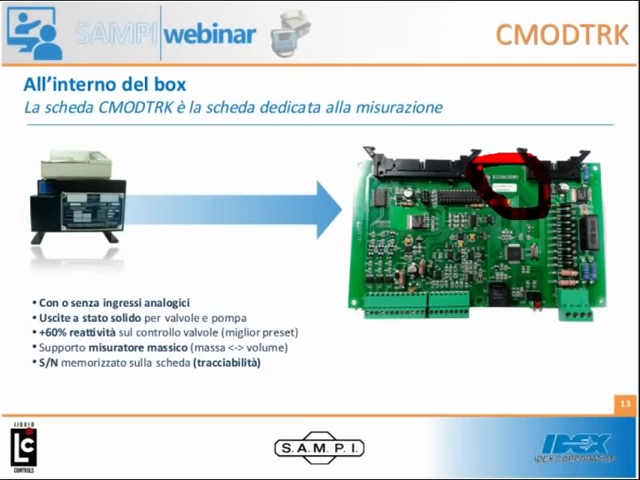 SAMPI webinar
CMODTRK
All'interno del box
La scheda CMODTRK è la scheda dedicata alla misurazione
• Con o senza ingressi analogici
• Uscite a stato solido per valvole e pompa
• +60% reattività sul controllo valvole (miglior preset)
• Supporto misuratore massico (massa <-> volume)
• S/N memorizzato sulla scheda (tracciabilità)
13
LIQUID
LC
CONTROLS
S.A.M.P.I.
IDEX
IDEX CORPORATION